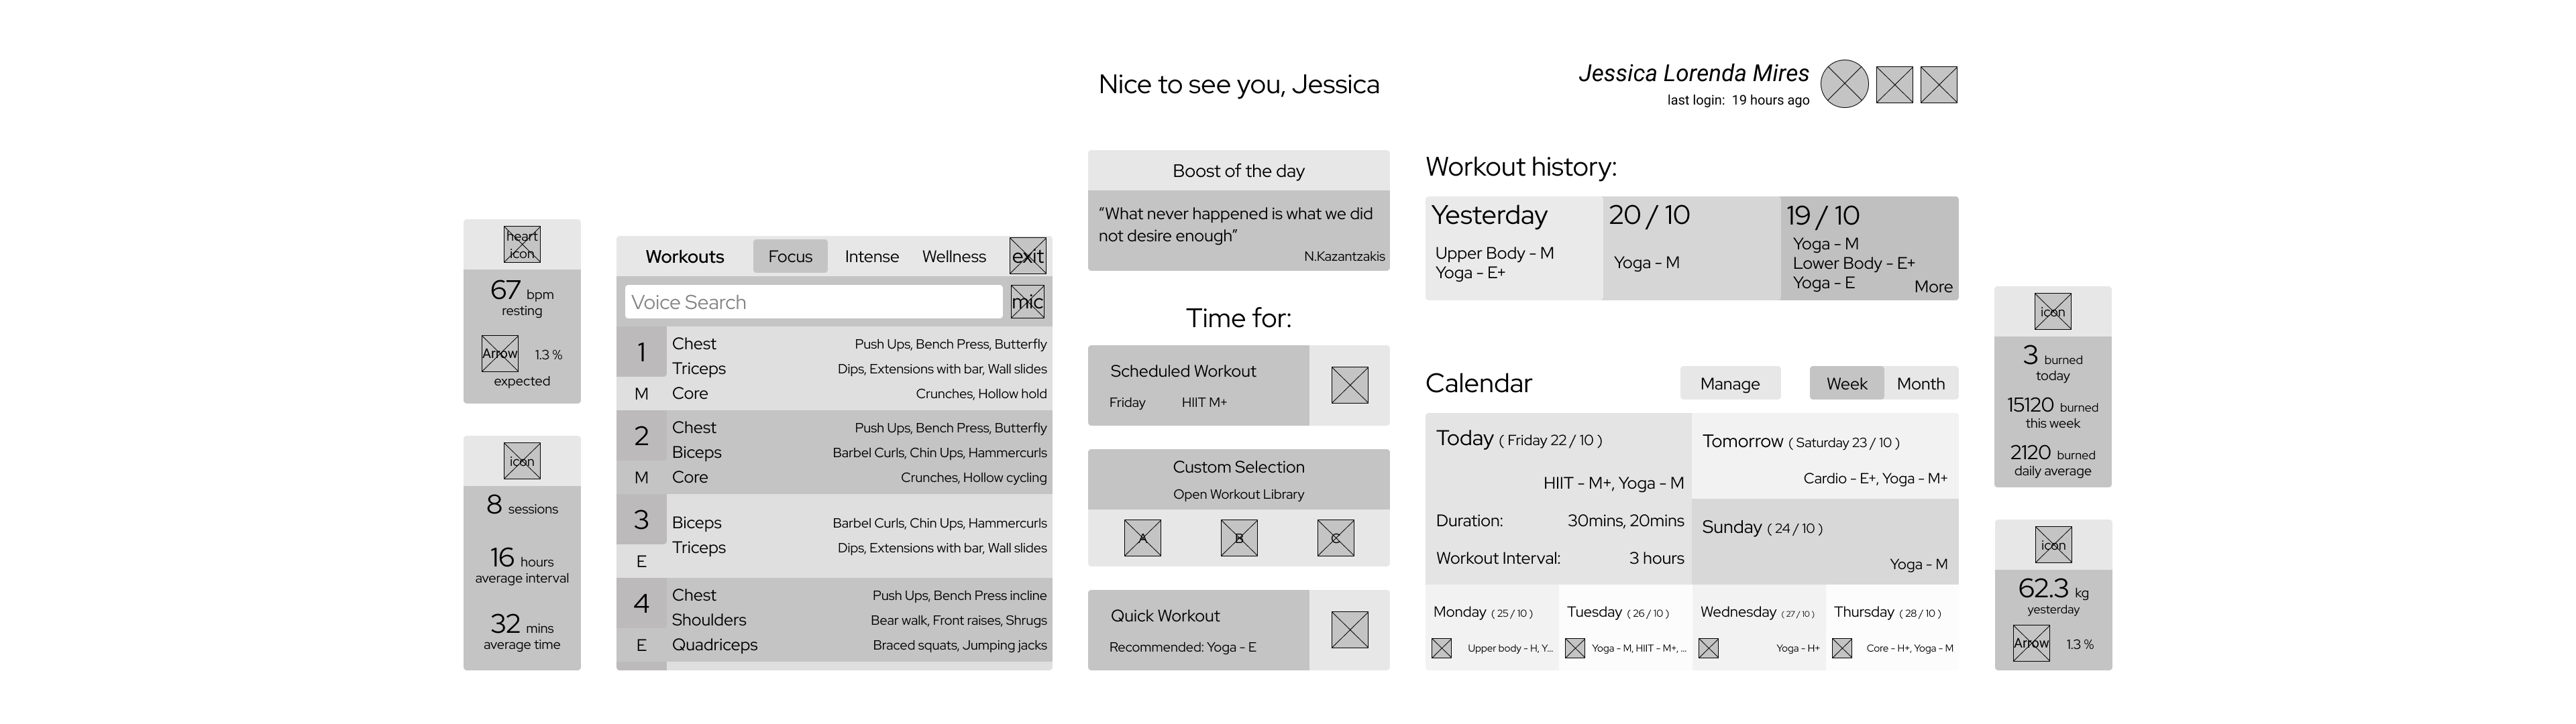 Nice to see you, Jessica
Jessica Lorenda Mires
last login: 19 hours ago
heart
icon
67 bpm
resting
Arrow 1.3 %
expected
icon
8 sessions
16 hours
average interval
32 mins
average time
Workouts Focus Intense Wellness exit
Voice Search mic
1 M
Chest Push Ups, Bench Press, Butterfly
Triceps Dips, Extensions with bar, Wall slides
Core Crunches, Hollow hold
2 M
Chest Push Ups, Bench Press, Butterfly
Biceps Barbel Curls, Chin Ups, Hammercurls
Core Crunches, Hollow cycling
3 E
Biceps Barbel Curls, Chin Ups, Hammercurls
Triceps Dips, Extensions with bar, Wall slides
4 E
Chest Push Ups, Bench Press incline
Shoulders Bear walk, Front raises, Shrugs
Quadriceps Braced squats, Jumping jacks
Boost of the day
“What never happened is what we did
not desire enough”
N.Kazantzakis
Time for:
Scheduled Workout
Friday HIIT M+
Custom Selection
Open Workout Library
A B C
Quick Workout
Recommended: Yoga - E
Workout history:
Yesterday
Upper Body - M
Yoga - E+
20 / 10
Yoga - M
19 / 10
Yoga - M
Lower Body - E+
Yoga - E
More
Calendar Manage Week Month
Today ( Friday 22 / 10 )
HIIT - M+, Yoga - M
Duration: 30mins, 20mins
Workout Interval: 3 hours
Tomorrow ( Saturday 23 / 10 )
Cardio - E+, Yoga - M+
Sunday ( 24 / 10 )
Yoga - M
Monday ( 25 / 10 )
Upper body - H, Y...
Tuesday ( 26 / 10 )
Yoga - M, HIIT - M+, ...
Wednesday ( 27 / 10 )
Yoga - H+
Thursday ( 28 / 10 )
Core - H+, Yoga - M
icon
3 burned
today
15120 burned
this week
2120 burned
daily average
icon
62.3 kg
yesterday
Arrow 1.3 %